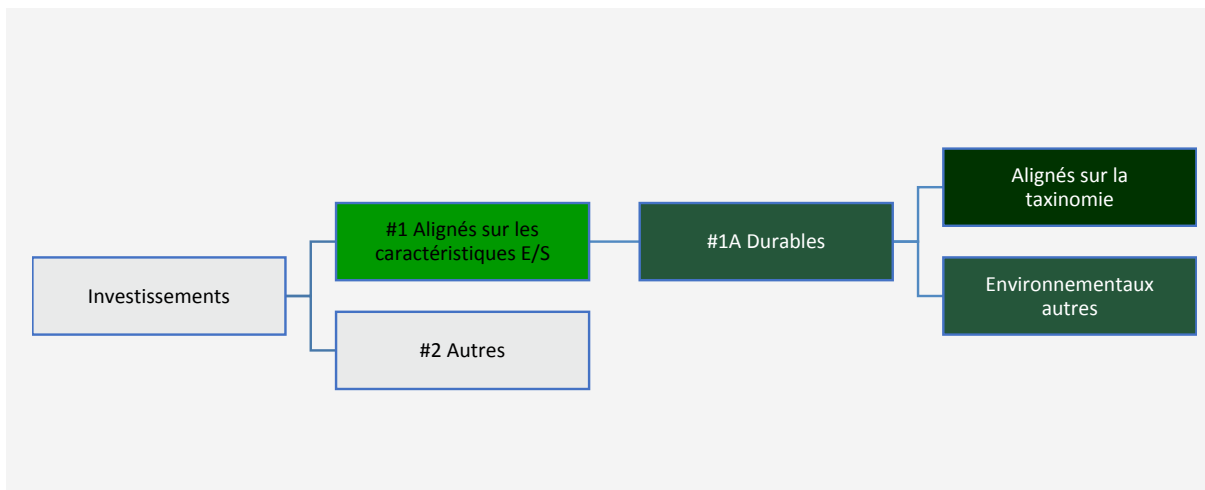 Investissements
#1 Alignés sur les
caractéristiques E/S
#2 Autres
#1A Durables
Alignés sur la
taxinomie
Environnementaux
autres